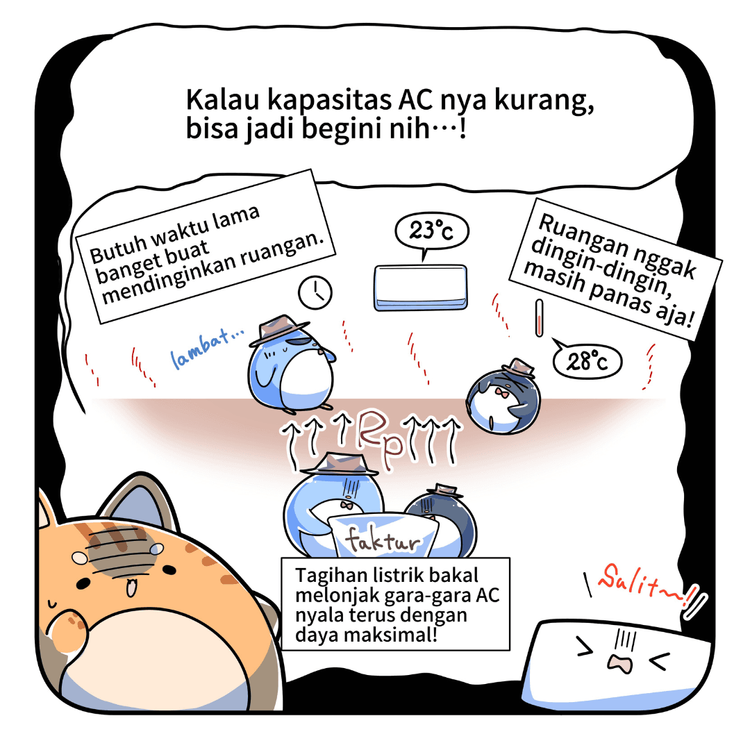 Kalau kapasitas AC nya kurang,
bisa jadi begini nih…!
Butuh waktu lama
banget buat
mendinginkan ruangan.
23°c
Ruangan nggak
dingin-dingin,
masih panas aja!
lambat...
28°c
Rp
faktur
Tagihan listrik bakal
melonjak gara-gara AC
nyala terus dengan
daya maksimal!
Sulit~!